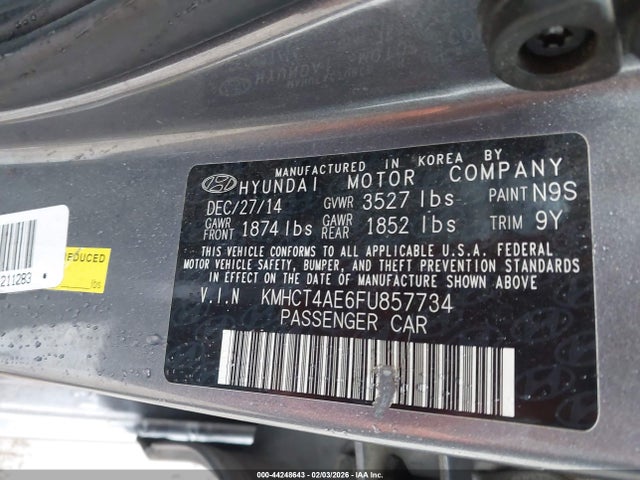 MANUFACTURED IN KOREA BY
HYUNDAI MOTOR COMPANY
DEC/27/14 GVWR 3527 lbs PAINT N9S
GAWR FRONT 1874 lbs GAWR REAR 1852 lbs TRIM 9Y
THIS VEHICLE CONFORMS TO ALL APPLICABLE U.S.A. FEDERAL
MOTOR VEHICLE SAFETY, BUMPER, AND THEFT PREVENTION STANDARDS
IN EFFECT ON THE DATE OF MANUFACTURE SHOWN ABOVE
V.I.N KMHCT4AE6FU857734
PASSENGER CAR
211283
lbs
000-44248643 - 02/03/2026 - IAA Inc.